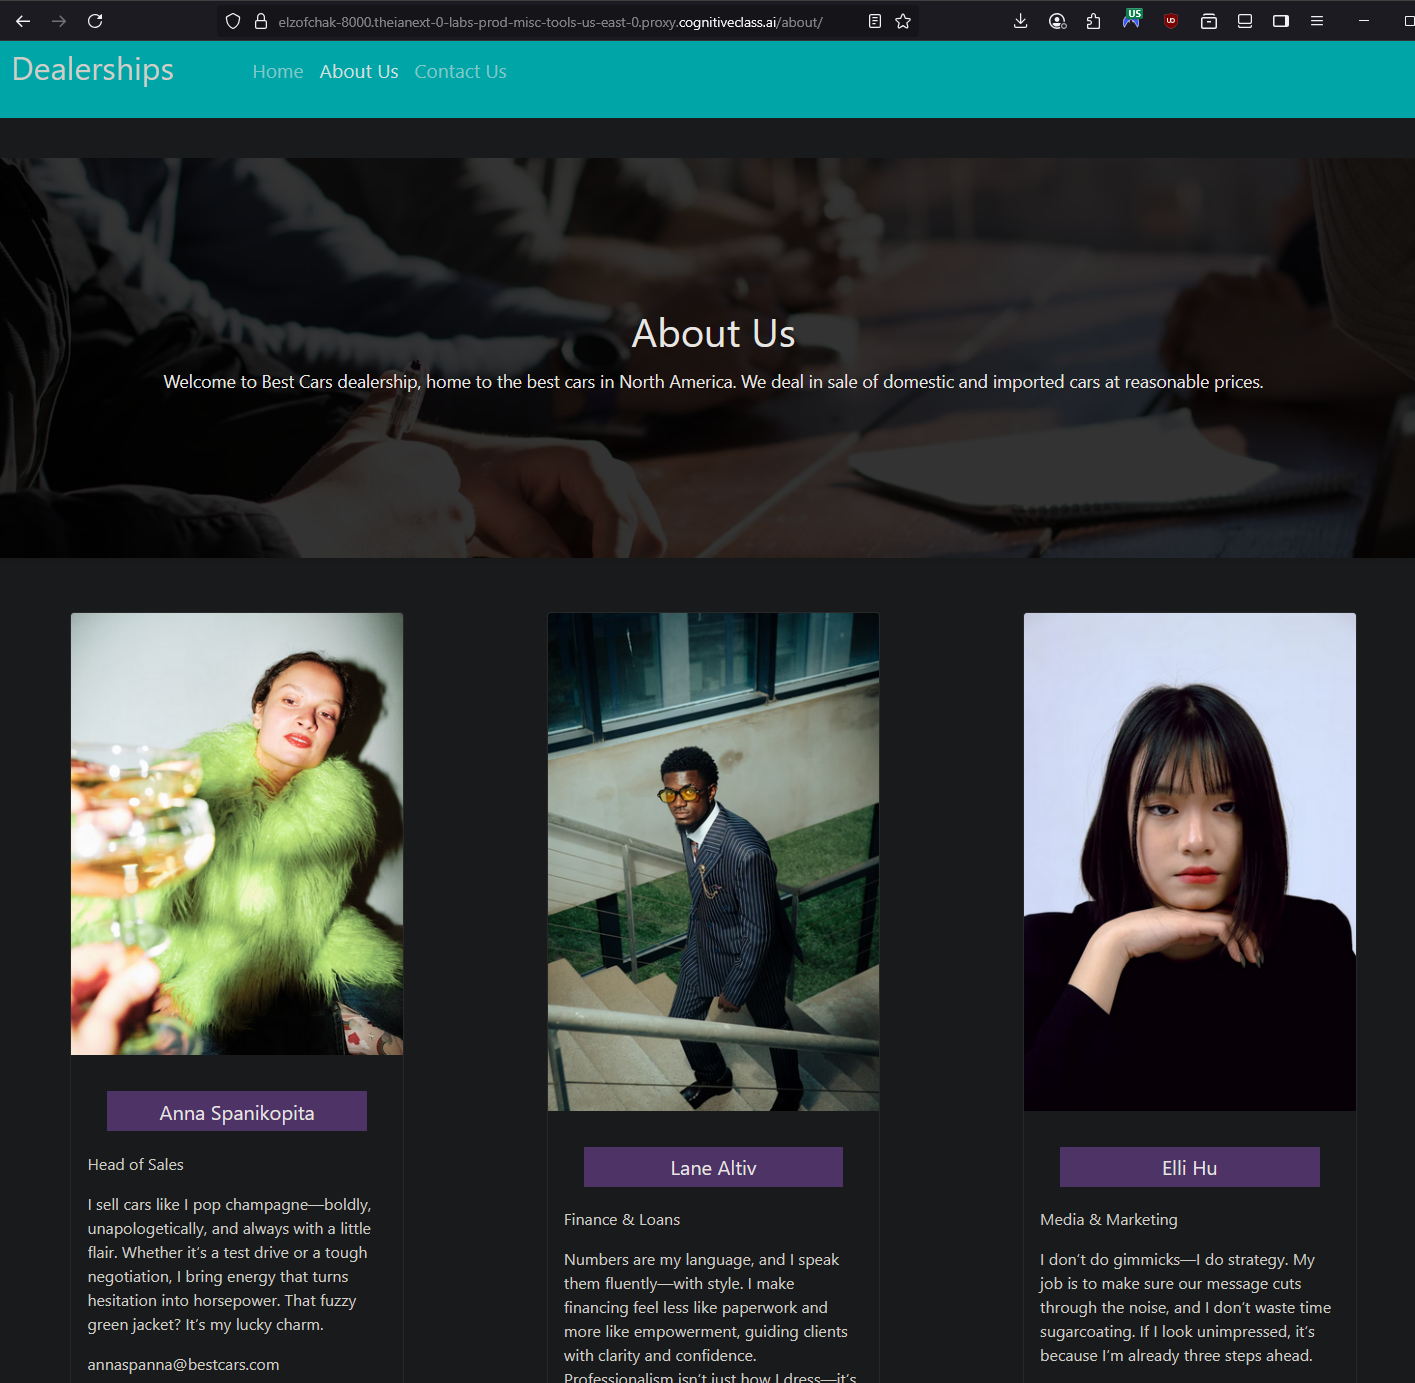 elzofchak-8000.theianext-0-labs-prod-misc-tools-us-east-0.proxy.cognitiveclass.ai/about/
US
UD
Dealerships
Home
About Us
Contact Us
About Us
Welcome to Best Cars dealership, home to the best cars in North America. We deal in sale of domestic and imported cars at reasonable prices.
Anna Spanikopita
Head of Sales
I sell cars like I pop champagne—boldly,
unapologetically, and always with a little
flair. Whether it’s a test drive or a tough
negotiation, I bring energy that turns
hesitation into horsepower. That fuzzy
green jacket? It’s my lucky charm.
annaspanna@bestcars.com
Lane Altiv
Finance & Loans
Numbers are my language, and I speak
them fluently—with style. I make
financing feel less like paperwork and
more like empowerment, guiding clients
with clarity and confidence.
Professionalism isn’t just how I dress—it’s
Elli Hu
Media & Marketing
I don’t do gimmicks—I do strategy. My
job is to make sure our message cuts
through the noise, and I don’t waste time
sugarcoating. If I look unimpressed, it’s
because I’m already three steps ahead.